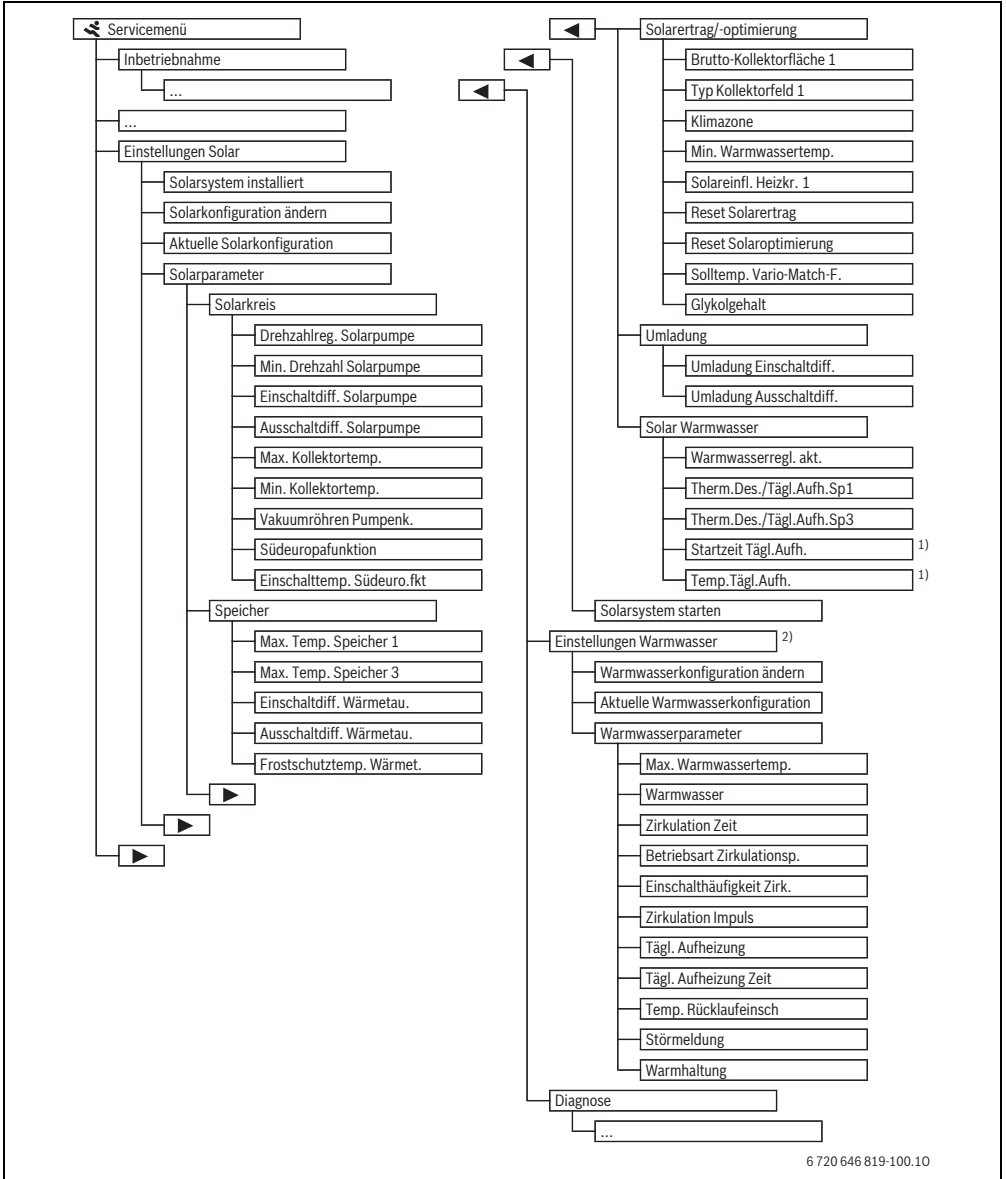 Servicemenü
Inbetriebnahme
...
...
Einstellungen Solar
Solarsystem installiert
Solarkonfiguration ändern
Aktuelle Solarkonfiguration
Solarparameter
Solarkreis
Drehzahlreg. Solarpumpe
Min. Drehzahl Solarpumpe
Einschaltdiff. Solarpumpe
Ausschaltdiff. Solarpumpe
Max. Kollektortemp.
Min. Kollektortemp.
Vakuumröhren Pumpenk.
Südeuropafunktion
Einschalttemp. Südeuro.fkt
Speicher
Max. Temp. Speicher 1
Max. Temp. Speicher 3
Einschaltdiff. Wärmetau.
Ausschaltdiff. Wärmetau.
Frostschutztemp. Wärmet.
Solarertrag/-optimierung
Brutto-Kollektorfläche 1
Typ Kollektorfeld 1
Klimazone
Min. Warmwassertemp.
Solareinfl. Heizkr. 1
Reset Solarertrag
Reset Solaroptimierung
Solltemp. Vario-Match-F.
Glykolgehalt
Umladung
Umladung Einschaltdiff.
Umladung Ausschaltdiff.
Solar Warmwasser
Warmwasserregl. akt.
Therm.Des./Tägl.Aufh.Sp1
Therm.Des./Tägl.Aufh.Sp3
Startzeit Tägl.Aufh. 1)
Temp.Tägl.Aufh. 1)
Solarsystem starten
Einstellungen Warmwasser 2)
Warmwasserkonfiguration ändern
Aktuelle Warmwasserkonfiguration
Warmwasserparameter
Max. Warmwassertemp.
Warmwasser
Zirkulation Zeit
Betriebsart Zirkulationsp.
Einschalthäufigkeit Zirk.
Zirkulation Impuls
Tägl. Aufheizung
Tägl. Aufheizung Zeit
Temp. Rücklaufeinsch
Störmeldung
Warmhaltung
Diagnose
...
6 720 646 819-100.1O